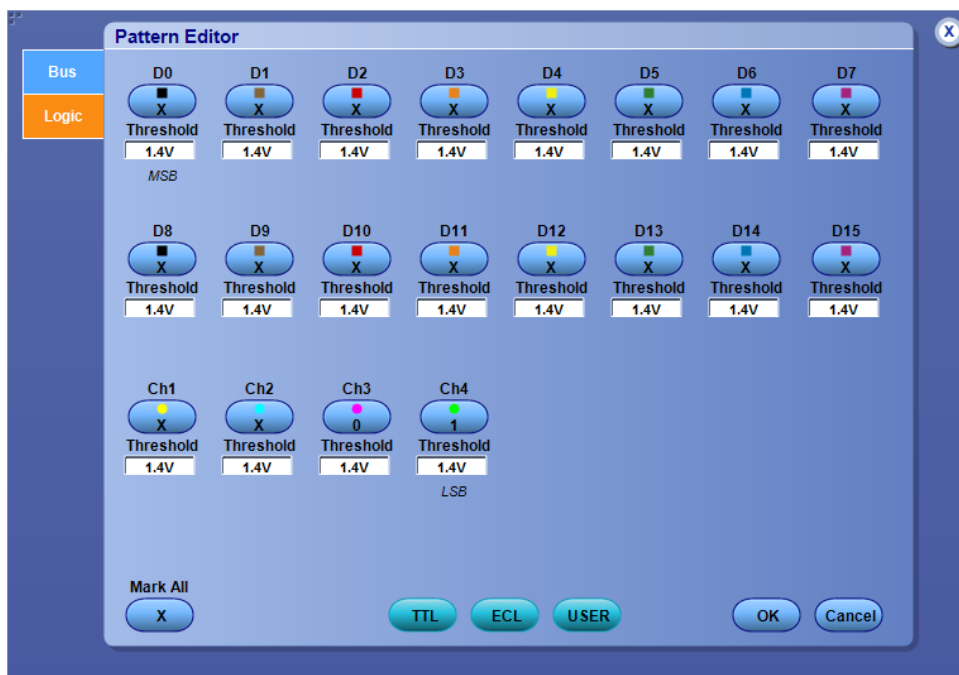 Pattern Editor
X
Bus
Logic
D0 D1 D2 D3 D4 D5 D6 D7
X X X X X X X X
Threshold Threshold Threshold Threshold Threshold Threshold Threshold Threshold
1.4V 1.4V 1.4V 1.4V 1.4V 1.4V 1.4V 1.4V
MSB
D8 D9 D10 D11 D12 D13 D14 D15
X X X X X X X X
Threshold Threshold Threshold Threshold Threshold Threshold Threshold Threshold
1.4V 1.4V 1.4V 1.4V 1.4V 1.4V 1.4V 1.4V
Ch1 Ch2 Ch3 Ch4
X X 0 1
Threshold Threshold Threshold Threshold
1.4V 1.4V 1.4V 1.4V
LSB
Mark All
X TTL ECL USER OK Cancel